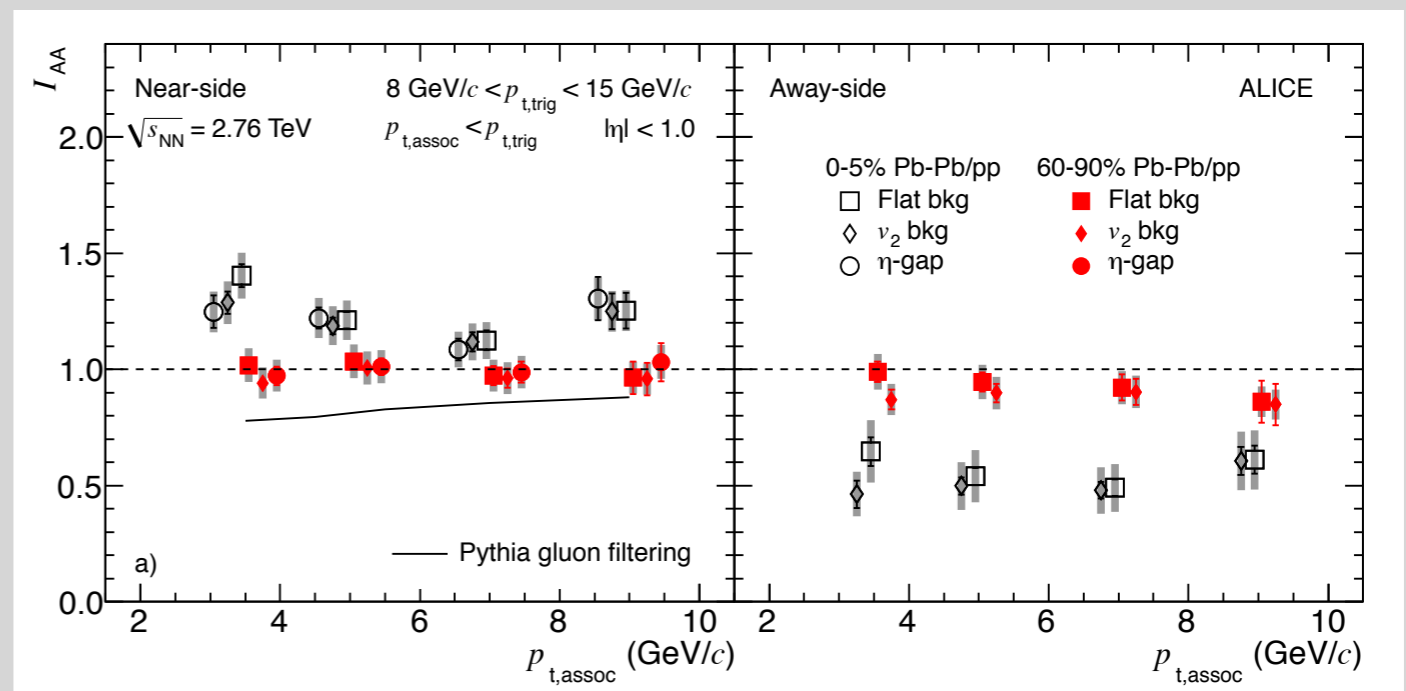 I_AA
Near-side
8 GeV/c < p_t,trig < 15 GeV/c
√s_NN = 2.76 TeV
p_t,assoc < p_t,trig
|η| < 1.0
2.0
1.5
1.0
0.5
0.0
a)
Pythia gluon filtering
2 4 6 8 10
p_t,assoc (GeV/c)
Away-side
ALICE
0-5% Pb-Pb/pp
Flat bkg
v_2 bkg
η-gap
60-90% Pb-Pb/pp
Flat bkg
v_2 bkg
η-gap
2 4 6 8 10
p_t,assoc (GeV/c)